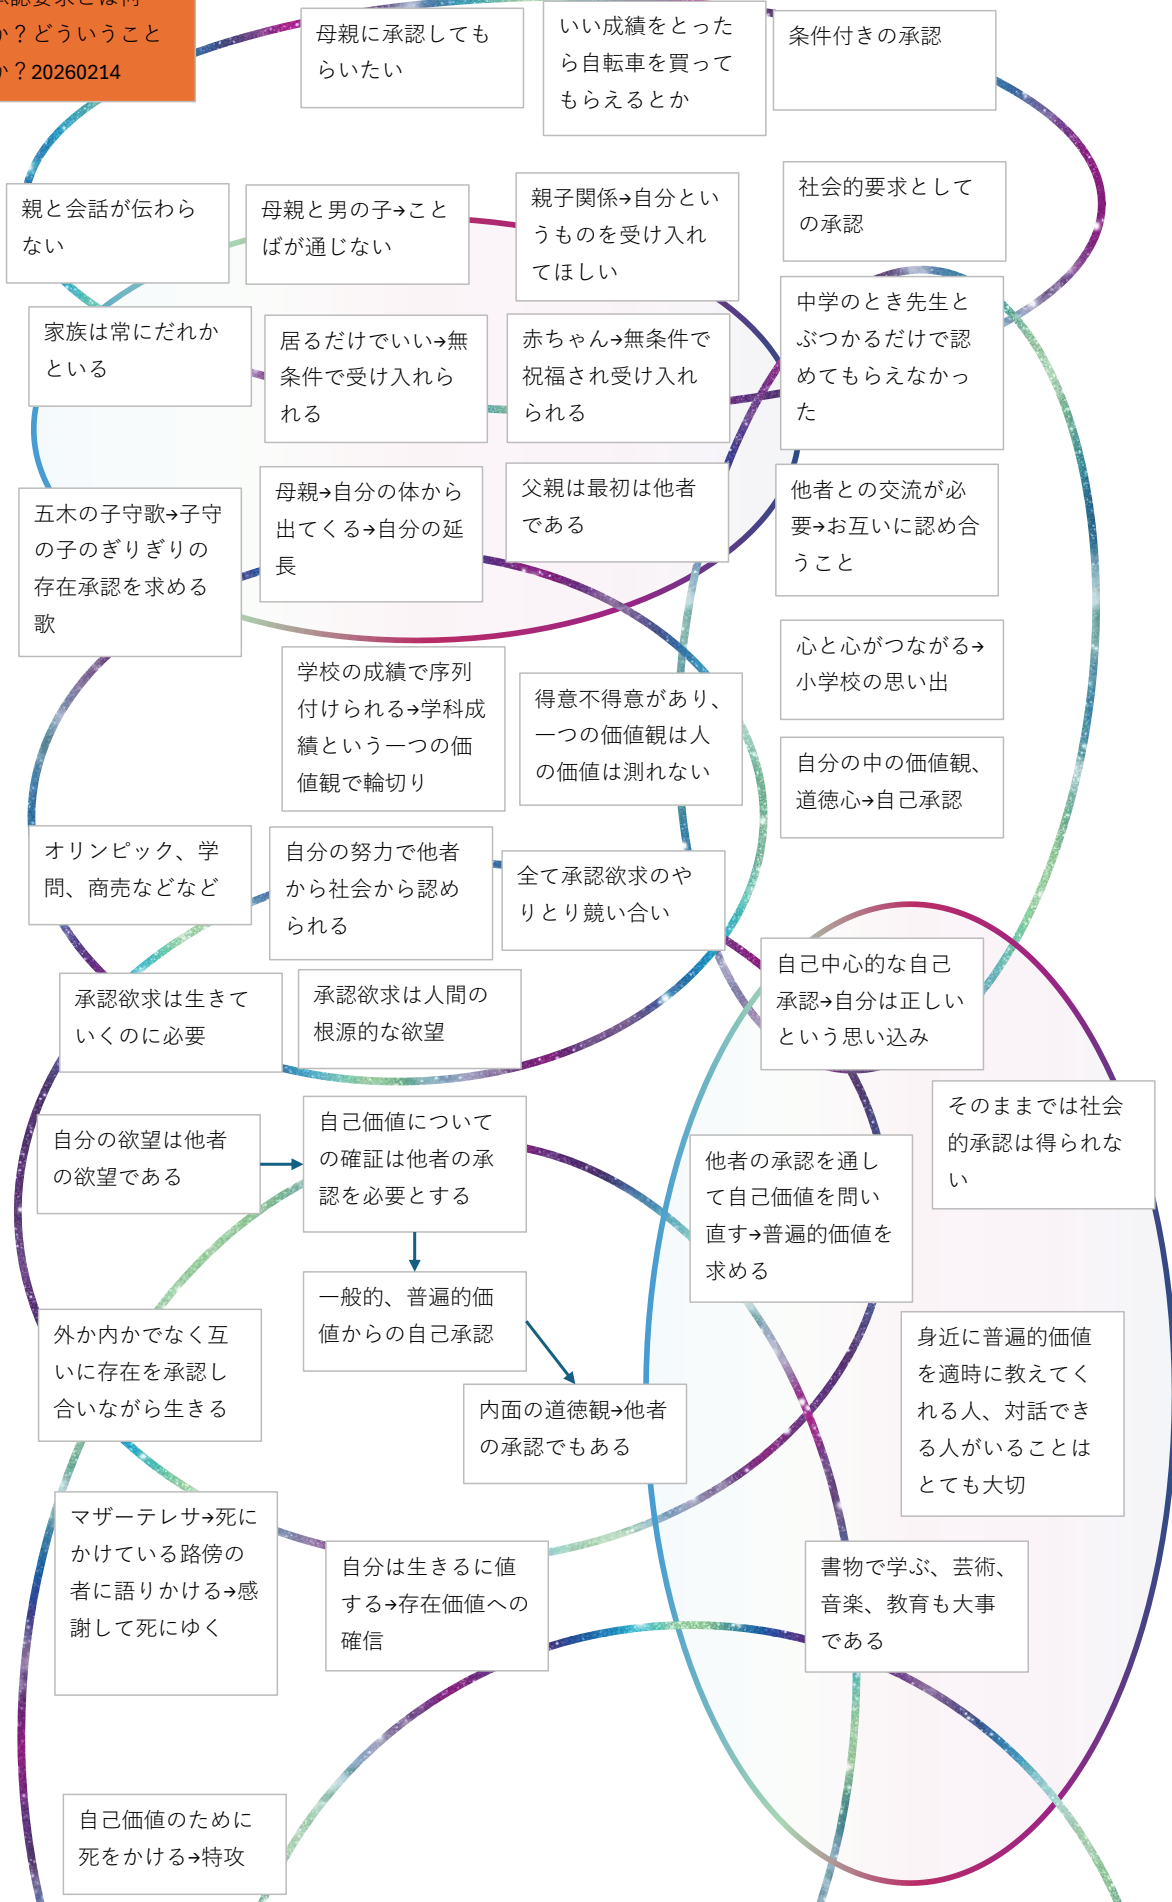 か？どういうこと
か？20260214
母親に承認しても
らいたい
いい成績をとった
ら自転車を買って
もらえるとか
条件付きの承認
親と会話が伝わら
ない
母親と男の子→こと
ばが通じない
親子関係→自分とい
うものを受け入れ
てほしい
社会的要求として
の承認
家族は常にだれか
といる
居るだけでいい→無
条件で受け入れら
れる
赤ちゃん→無条件で
祝福され受け入れ
られる
中学のとき先生と
ぶつかるだけで認
めてもらえなかっ
た
五木の子守歌→子守
の子のぎりぎりの
存在承認を求める
歌
母親→自分の体から
出てくる→自分の延
長
父親は最初は他者
である
他者との交流が必
要→お互いに認め合
うこと
学校の成績で序列
付けられる→学科成
績という一つの価
値観で輪切り
得意不得意があり、
一つの価値観は人
の価値は測れない
心と心がつながる→
小学校の思い出
自分の中の価値観、
道徳心→自己承認
オリンピック、学
問、商売などなど
自分の努力で他者
から社会から認め
られる
全て承認欲求のや
りとり競い合い
承認欲求は生きて
いくのに必要
承認欲求は人間の
根源的な欲望
自己中心的な自己
承認→自分は正しい
という思い込み
そのままでは社会
的承認は得られな
い
自分の欲望は他者
の欲望である
自己価値について
の確証は他者の承
認を必要とする
他者の承認を通し
て自己価値を問い
直す→普遍的価値を
求める
一般的、普遍的価
値からの自己承認
外か内かでなく互
いに存在を承認し
合いながら生きる
内面の道徳観→他者
の承認でもある
身近に普遍的価値
を適時に教えてく
れる人、対話でき
る人がいることは
とても大切
マザーテレサ→死に
かけている路傍の
者に語りかける→感
謝して死にゆく
自分は生きるに値
する→存在価値への
確信
書物で学ぶ、芸術、
音楽、教育も大事
である
自己価値のために
死をかける→特攻